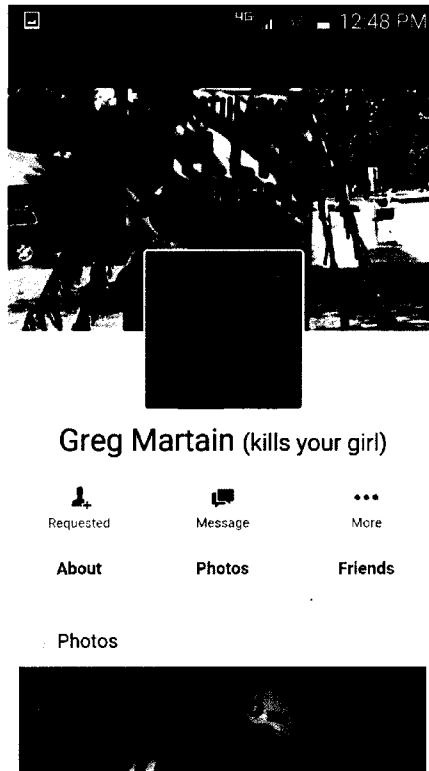 4G 12:48 PM
Greg Martain (kills your girl)
Requested Message More
About Photos Friends
Photos